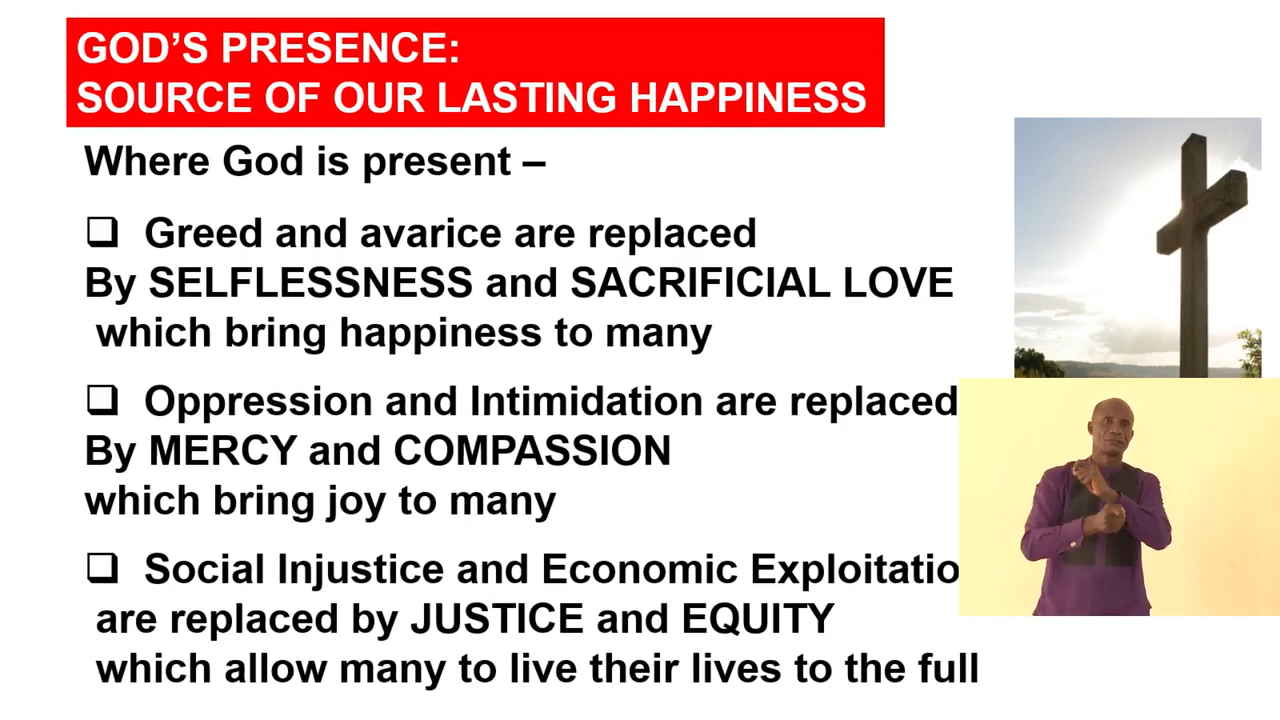 GOD’S PRESENCE:
SOURCE OF OUR LASTING HAPPINESS
Where God is present –
❑ Greed and avarice are replaced
By SELFLESSNESS and SACRIFICIAL LOVE
which bring happiness to many
❑ Oppression and Intimidation are replaced
By MERCY and COMPASSION
which bring joy to many
❑ Social Injustice and Economic Exploitatio
are replaced by JUSTICE and EQUITY
which allow many to live their lives to the full